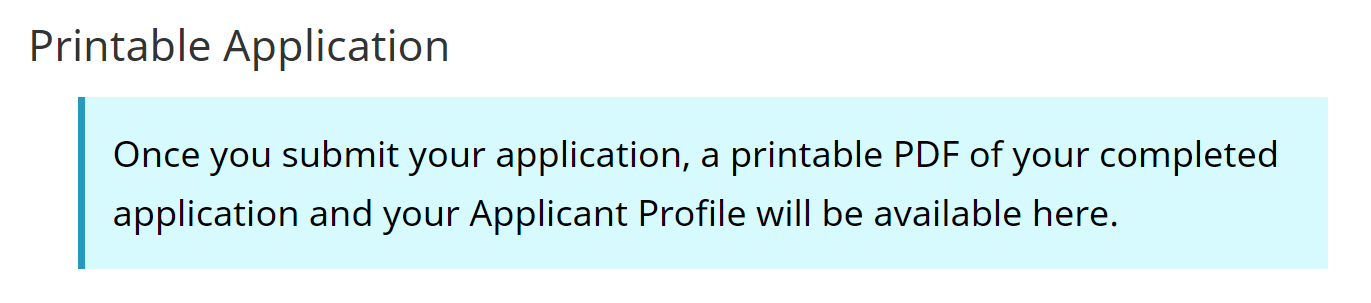 Printable Application
Once you submit your application, a printable PDF of your completed
application and your Applicant Profile will be available here.